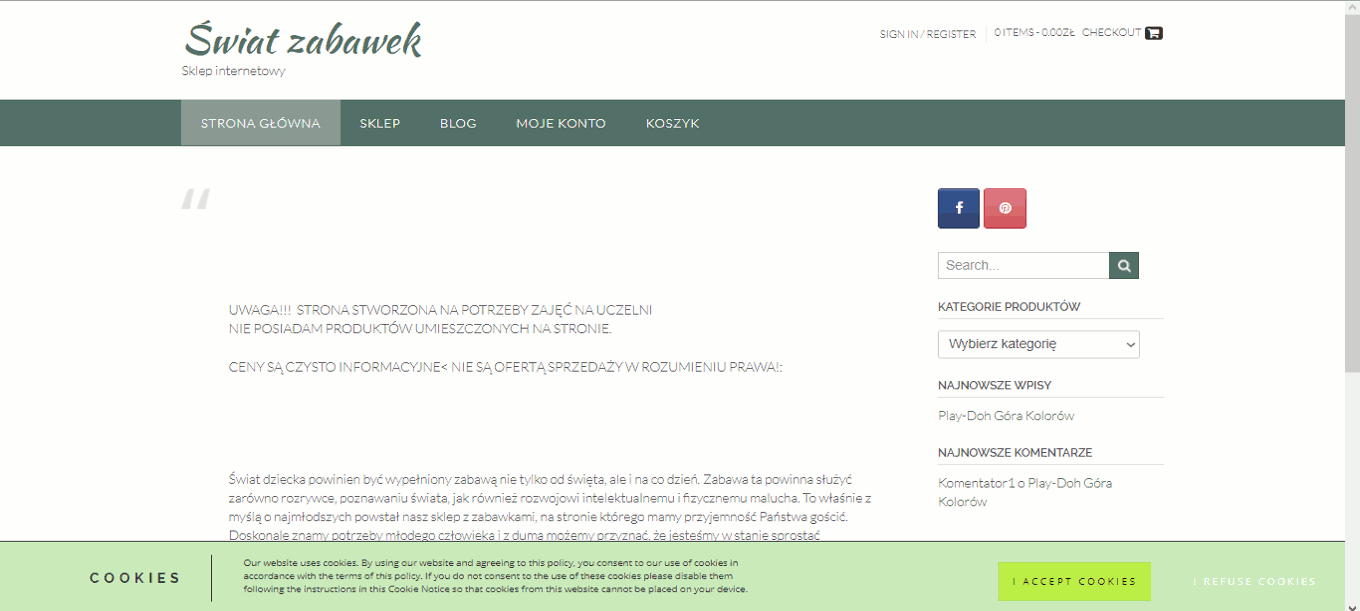 Świat zabawek
Sklep internetowy
SIGN IN / REGISTER
0 ITEMS - 0.00ZŁ
CHECKOUT
STRONA GŁÓWNA
SKLEP
BLOG
MOJE KONTO
KOSZYK
“
UWAGA!!! STRONA STWORZONA NA POTRZEBY ZAJĘĆ NA UCZELNI
NIE POSIADAM PRODUKTÓW UMIESZCZONYCH NA STRONIE.
CENY SĄ CZYSTO INFORMACYJNE< NIE SĄ OFERTĄ SPRZEDAŻY W ROZUMIENIU PRAWA!:
Świat dziecka powinien być wypełniony zabawą nie tylko od święta, ale i na co dzień. Zabawa ta powinna służyć
zarówno rozrywce, poznawaniu świata, jak również rozwojowi intelektualnemu i fizycznemu malucha. To właśnie z
myślą o najmłodszych powstał nasz sklep z zabawkami, na stronie którego mamy przyjemność Państwa gościć.
Doskonale znamy potrzeby młodego człowieka i z dumą możemy przyznać, że jesteśmy w stanie sprostać
Search...
KATEGORIE PRODUKTÓW
Wybierz kategorię
NAJNOWSZE WPISY
Play-Doh Góra Kolorów
NAJNOWSZE KOMENTARZE
Komentator1 o Play-Doh Góra
Kolorów
COOKIES
Our website uses cookies. By using our website and agreeing to this policy, you consent to our use of cookies in
accordance with the terms of this policy. If you do not consent to the use of these cookies please disable them
following the instructions in this Cookie Notice so that cookies from this website cannot be placed on your device.
I ACCEPT COOKIES
I REFUSE COOKIES